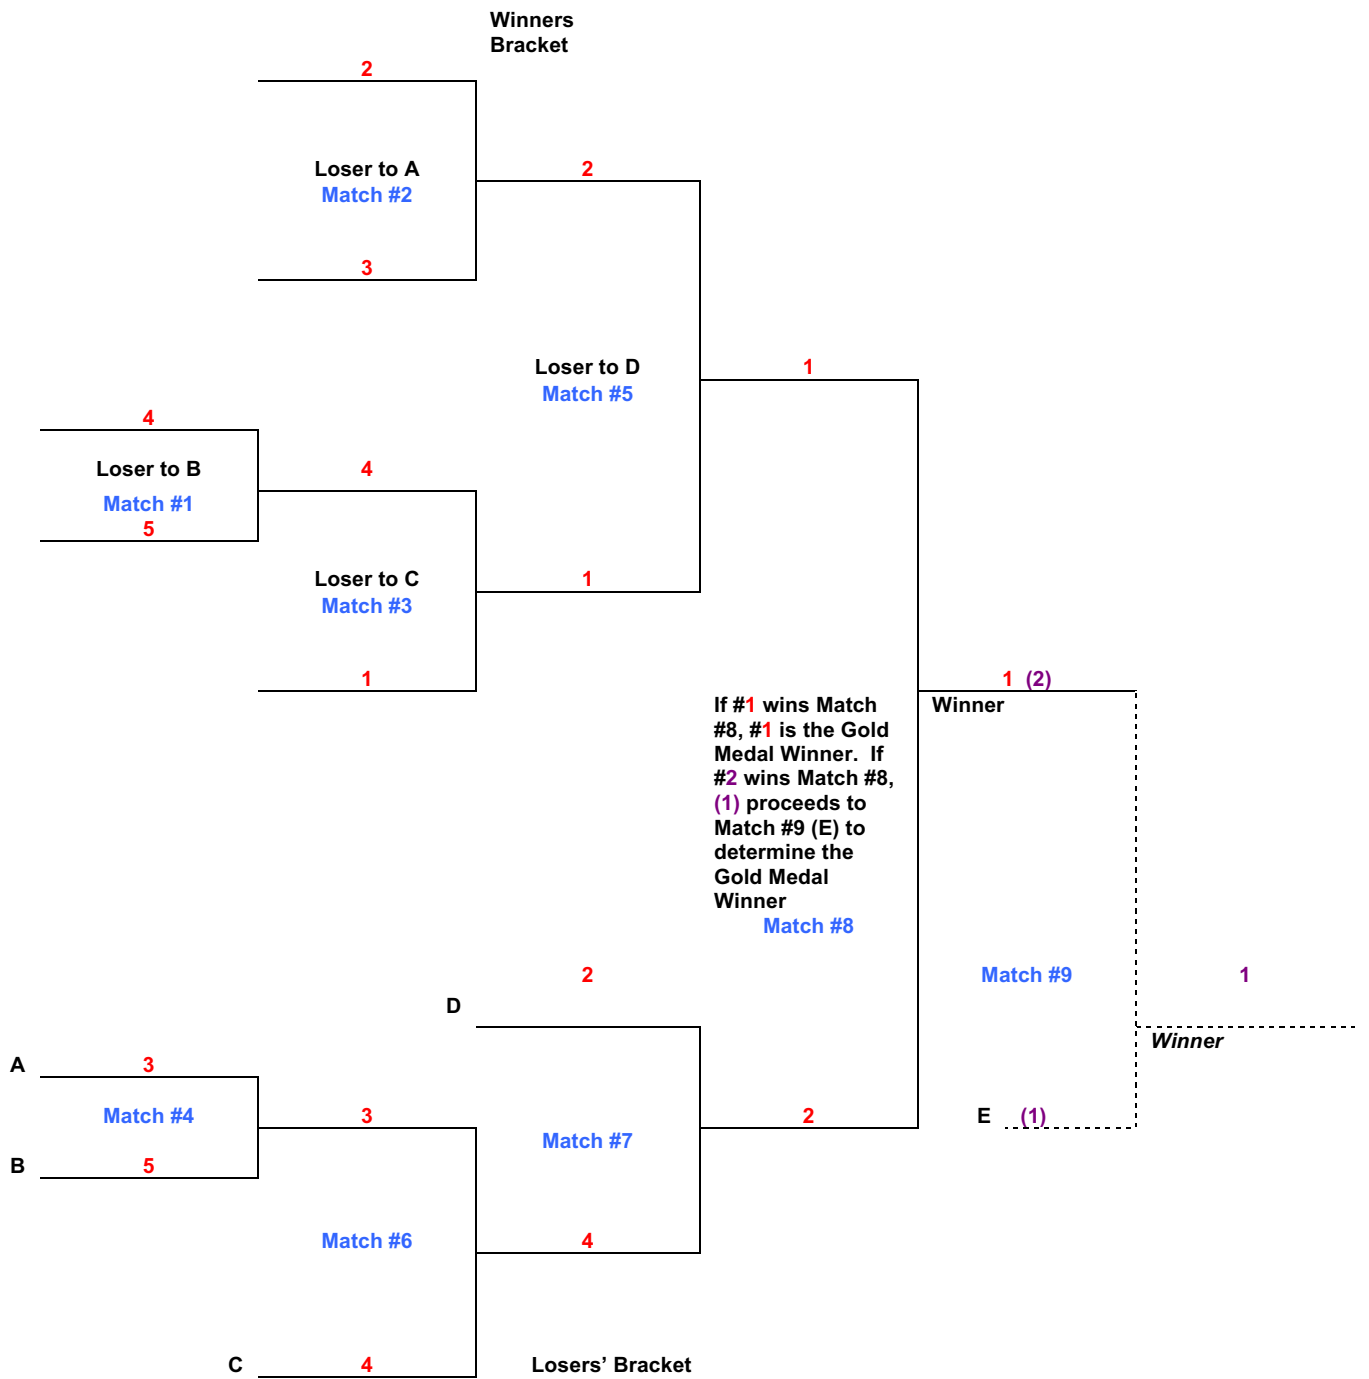 Winners
Bracket
2
Loser to A
Match #2
2
3
Loser to D
Match #5
1
4
Loser to B
Match #1
5
4
Loser to C
Match #3
1
1
1 (2)
Winner
If #1 wins Match
#8, #1 is the Gold
Medal Winner. If
#2 wins Match #8,
(1) proceeds to
Match #9 (E) to
determine the
Gold Medal
Winner
Match #8
2
D
Match #9
1
Winner
A
3
Match #4
B
5
3
Match #7
2
E (1)
Match #6
4
C
4
Losers’ Bracket